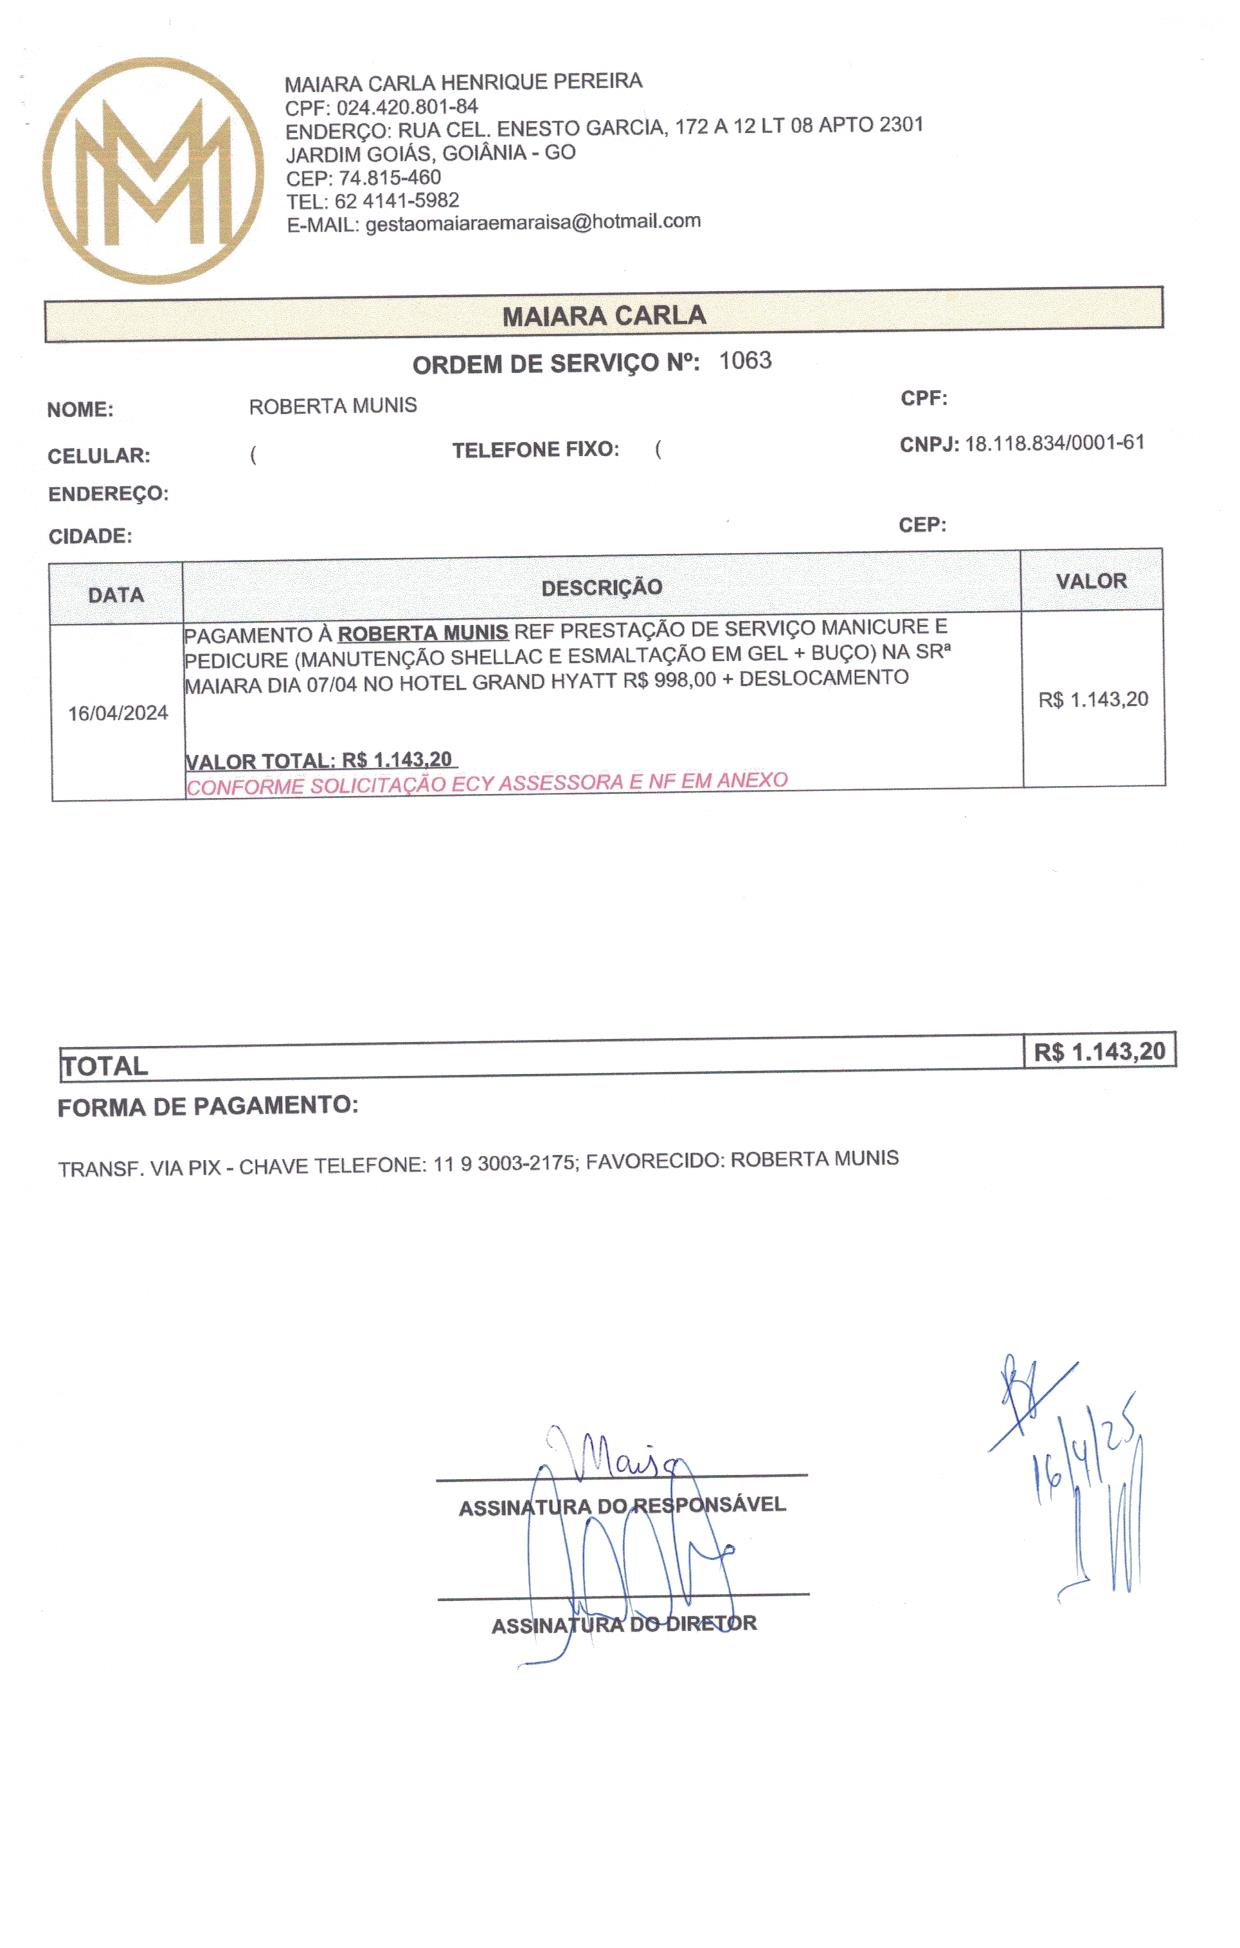 MAIARA CARLA HENRIQUE PEREIRA
CPF: 024.420.801-84
ENDERÇO: RUA CEL. ENESTO GARCIA, 172 A 12 LT 08 APTO 2301
JARDIM GOIÁS, GOIÂNIA - GO
CEP: 74.815-460
TEL: 62 4141-5982
E-MAIL: gestaomaiaraemaraisa@hotmail.com
MAIARA CARLA
ORDEM DE SERVIÇO Nº: 1063
NOME: ROBERTA MUNIS CPF:
CELULAR: ( TELEFONE FIXO: ( CNPJ: 18.118.834/0001-61
ENDEREÇO:
CIDADE: CEP:
DATA DESCRIÇÃO VALOR
PAGAMENTO À ROBERTA MUNIS REF PRESTAÇÃO DE SERVIÇO MANICURE E
PEDICURE (MANUTENÇÃO SHELLAC E ESMALTAÇÃO EM GEL + BUÇO) NA SRª
MAIARA DIA 07/04 NO HOTEL GRAND HYATT R$ 998,00 + DESLOCAMENTO
16/04/2024 R$ 1.143,20
VALOR TOTAL: R$ 1.143,20
CONFORME SOLICITAÇÃO ECY ASSESSORA E NF EM ANEXO
TOTAL R$ 1.143,20
FORMA DE PAGAMENTO:
TRANSF. VIA PIX - CHAVE TELEFONE: 11 9 3003-2175; FAVORECIDO: ROBERTA MUNIS
16/4/25
ASSINATURA DO RESPONSÁVEL
ASSINATURA DO DIRETOR